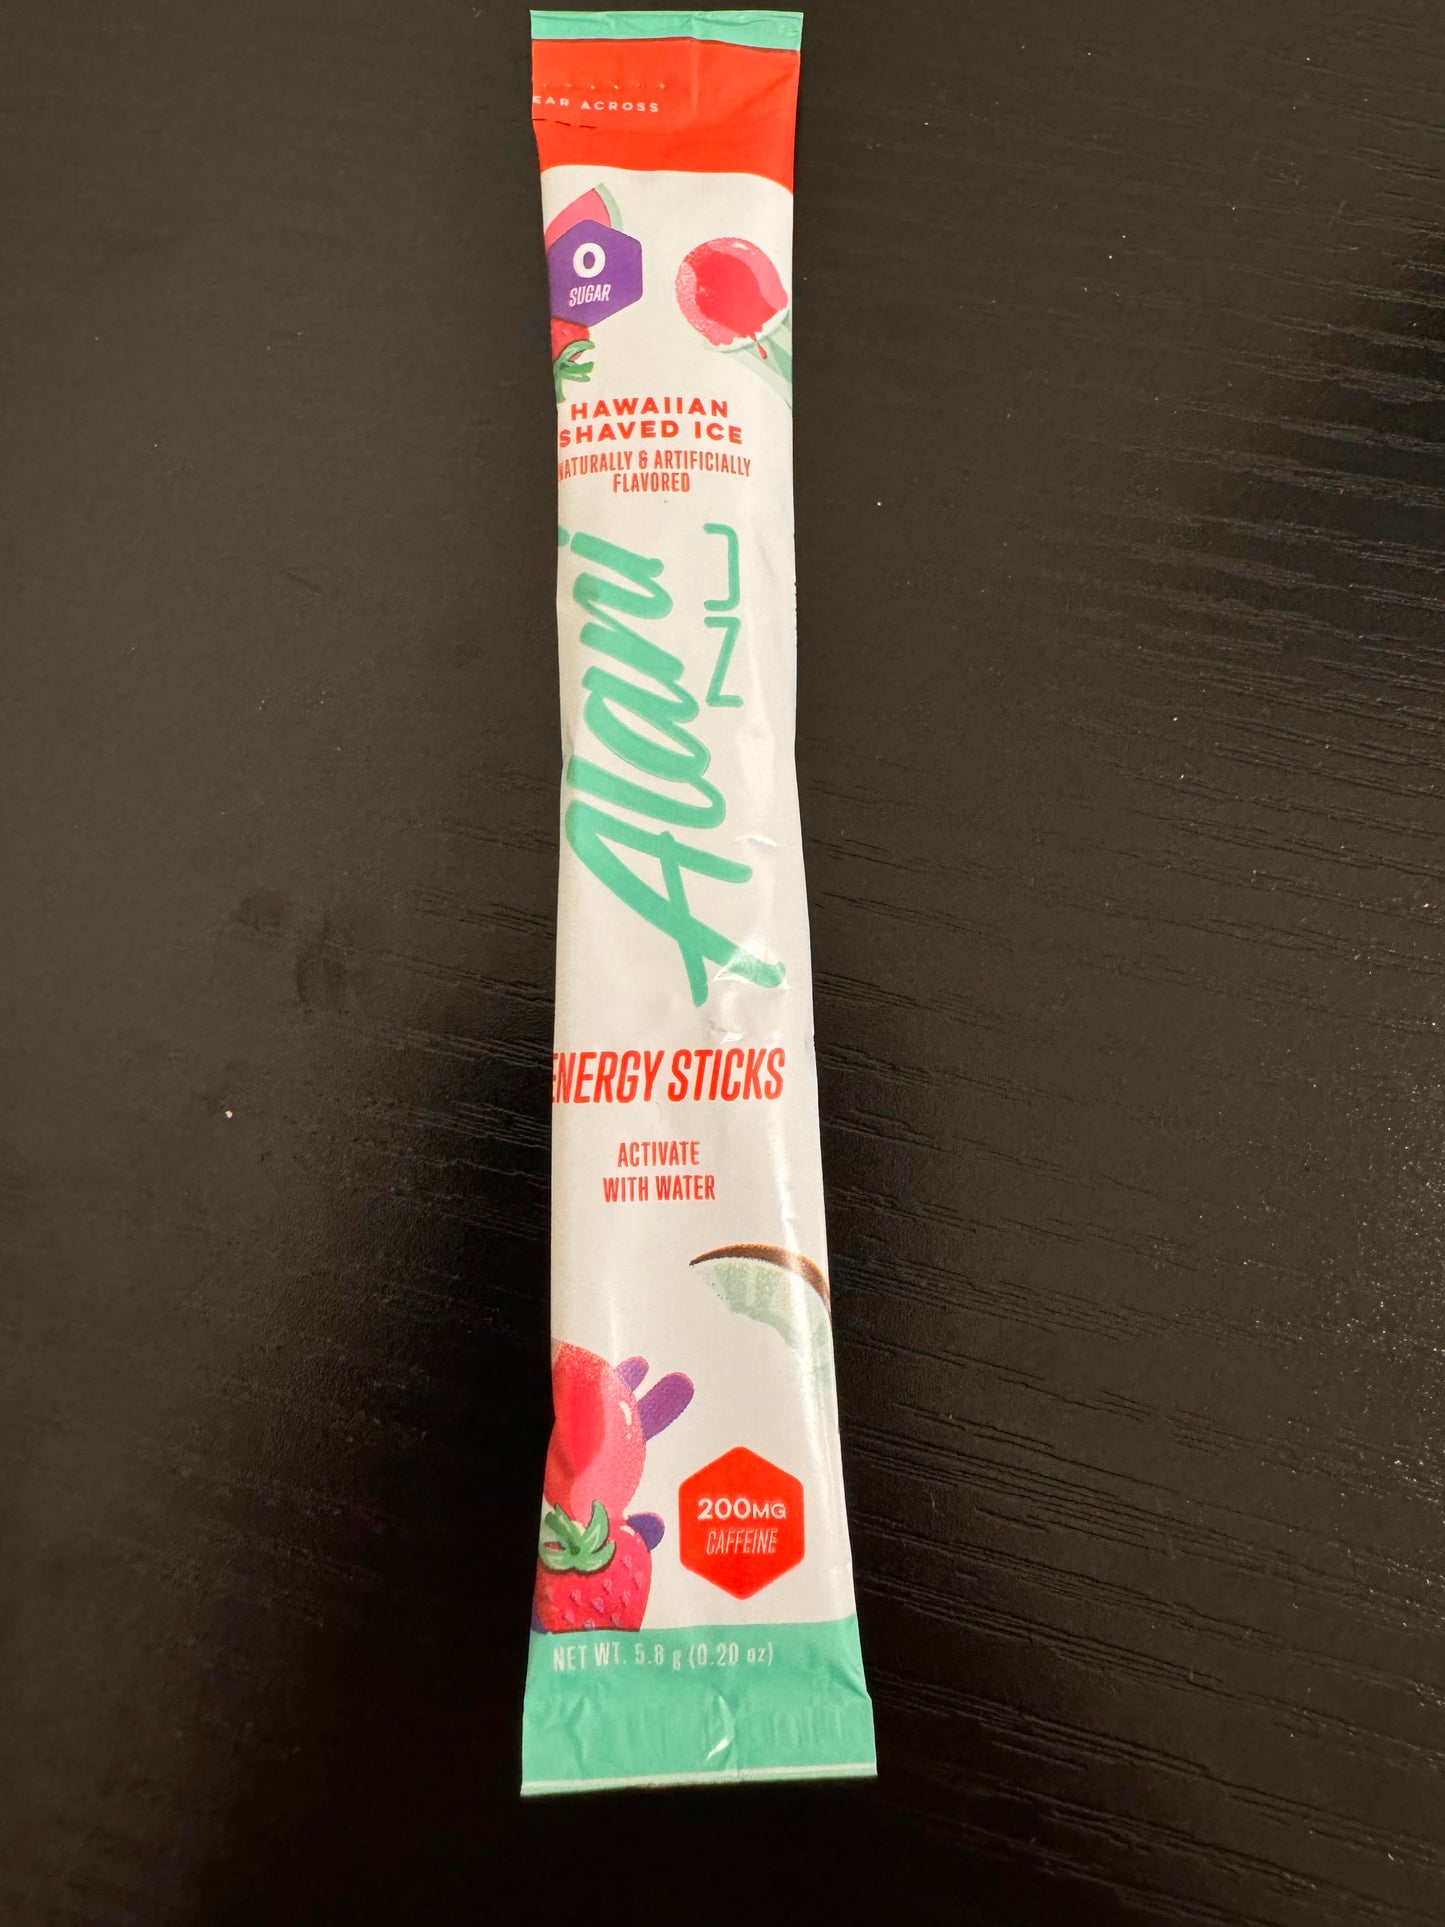 EAR ACROSS
0
SUGAR
HAWAIIAN
SHAVED ICE
NATURALLY & ARTIFICIALLY
FLAVORED
Alani
NU
ENERGY STICKS
ACTIVATE
WITH WATER
200MG
CAFFEINE
NET WT. 5.8 g (0.20 oz)